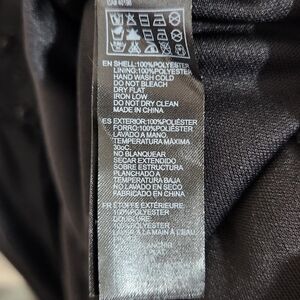 EN SHELL:100%POLYESTER
LINING:100%POLYESTER
HAND WASH COLD
DO NOT BLEACH
DRY FLAT
IRON LOW
DO NOT DRY CLEAN
MADE IN CHINA
ES EXTERIOR:100%POLIÉSTER
FORRO:100%POLIÉSTER
LAVADO A MANO,
TEMPERATURA MÁXIMA
30oC.
NO BLANQUEAR
SECAR EXTENDIDO
SOBRE ESTRUCTURA
PLANCHADO A
TEMPERATURA BAJA
NO LAVADO EN SECO
FABRICADO EN CHINA
FR ÉTOFFE EXTÉRIEURE:
100%POLYESTER
DOUBLURE:
100%POLYESTER
LAVER À LA MAIN À L'EAU